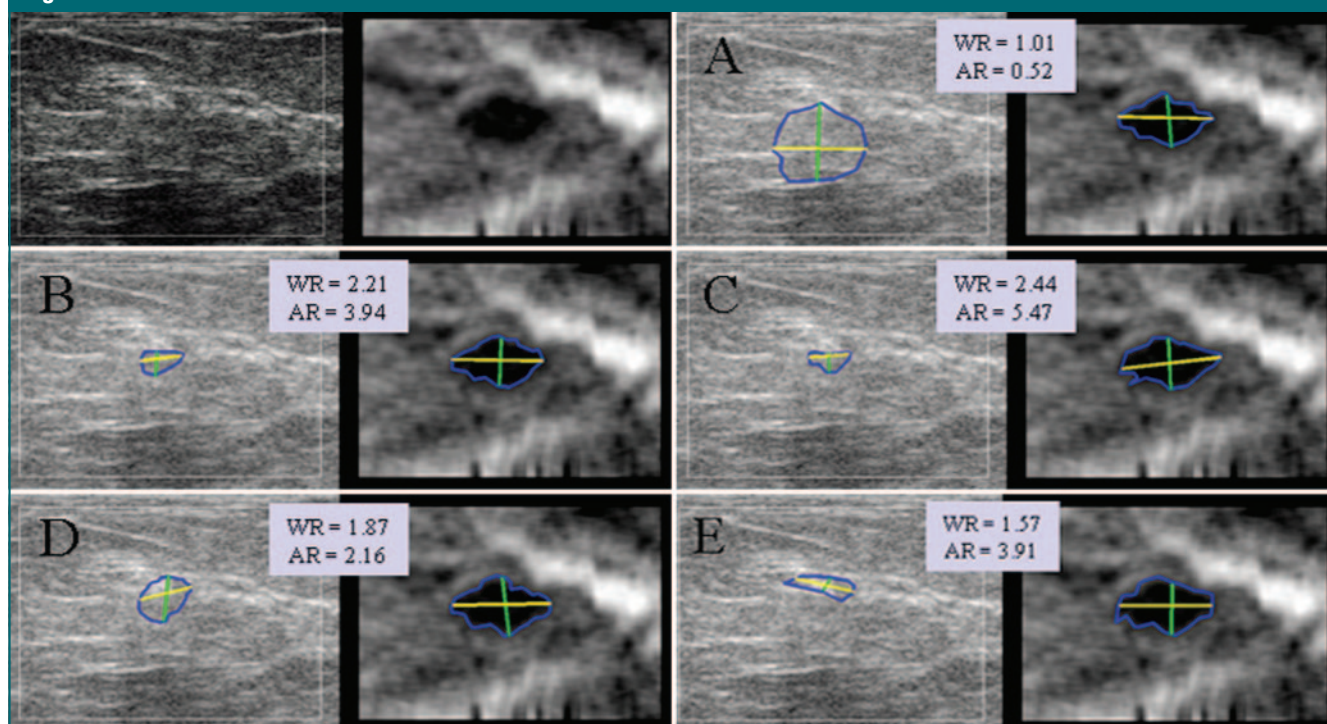 A
WR = 1.01
AR = 0.52
B
WR = 2.21
AR = 3.94
C
WR = 2.44
AR = 5.47
D
WR = 1.87
AR = 2.16
E
WR = 1.57
AR = 3.91